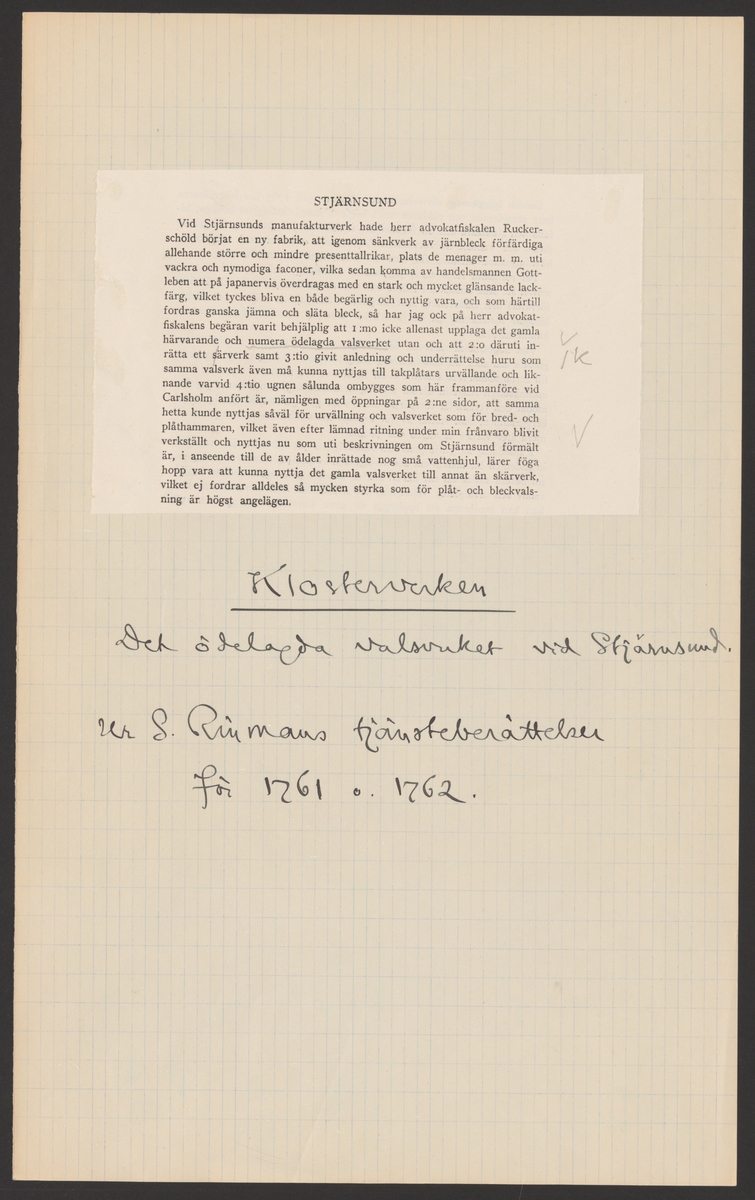 STJÄRNSUND
Vid Stjärnsunds manufakturverk hade herr advokatfiskalen Rucker-
schöld börjat en ny fabrik, att igenom sänkverk av järnbleck förfärdiga
allehande större och mindre presenttallrikar, plats de menager m. m. uti
vackra och nymodiga faconer, vilka sedan komma av handelsmannen Gott-
leben att på japanervis överdragas med en stark och mycket glänsande lack-
färg, vilket tyckes bliva en både begärlig och nyttig vara, och som härtill
fordras ganska jämna och släta bleck, så har jag ock på herr advokat-
fiskalens begäran varit behjälplig att 1:mo icke allenast upplaga det gamla
härvarande och numera ödelagda valsverket utan och att 2:o däruti in-
rätta ett särverk samt 3:tio givit anledning och underrättelse huru som
samma valsverk även må kunna nyttjas till takplåtars urvällande och lik-
nande varvid 4:tio ugnen sålunda ombygges som här frammanföre vid
Carlsholm anfört är, nämligen med öppningar på 2:ne sidor, att samma
hetta kunde nyttjas såväl för urvällning och valsverket som för bred- och
plåthammaren, vilket även efter lämnad ritning under min frånvaro blivit
verkställt och nyttjas nu som uti beskrivningen om Stjärnsund förmält
är, i anseende till de av ålder inrättade nog små vattenhjul, lärer föga
hopp vara att kunna nyttja det gamla valsverket till annat än skärverk,
vilket ej fordrar alldeles så mycken styrka som för plåt- och bleckvals-
ning är högst angelägen.
Klosterverken
Det ödelagda valsverket vid Stjärnsund.
Ur S. Rinmans tjänsteberättelser
för 1761 o. 1762.